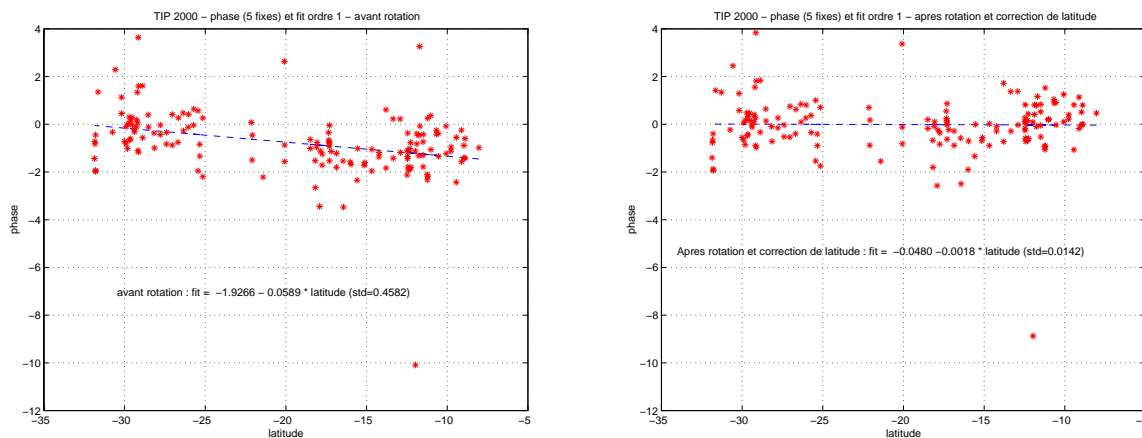 TIP 2000 − phase (5 fixes) et fit ordre 1 − avant rotation
4
2
0
−2
−4
−6
−8
−10
−12
phase
avant rotation : fit = −1.9266 − 0.0589 * latitude (std=0.4582)
−35 −30 −25 −20 −15 −10 −5
latitude
TIP 2000 − phase (5 fixes) et fit ordre 1 − apres rotation et correction de latitude
4
2
0
−2
−4
−6
−8
−10
−12
phase
Apres rotation et correction de latitude : fit = −0.0480 −0.0018 * latitude (std=0.0142)
−35 −30 −25 −20 −15 −10 −5
latitude